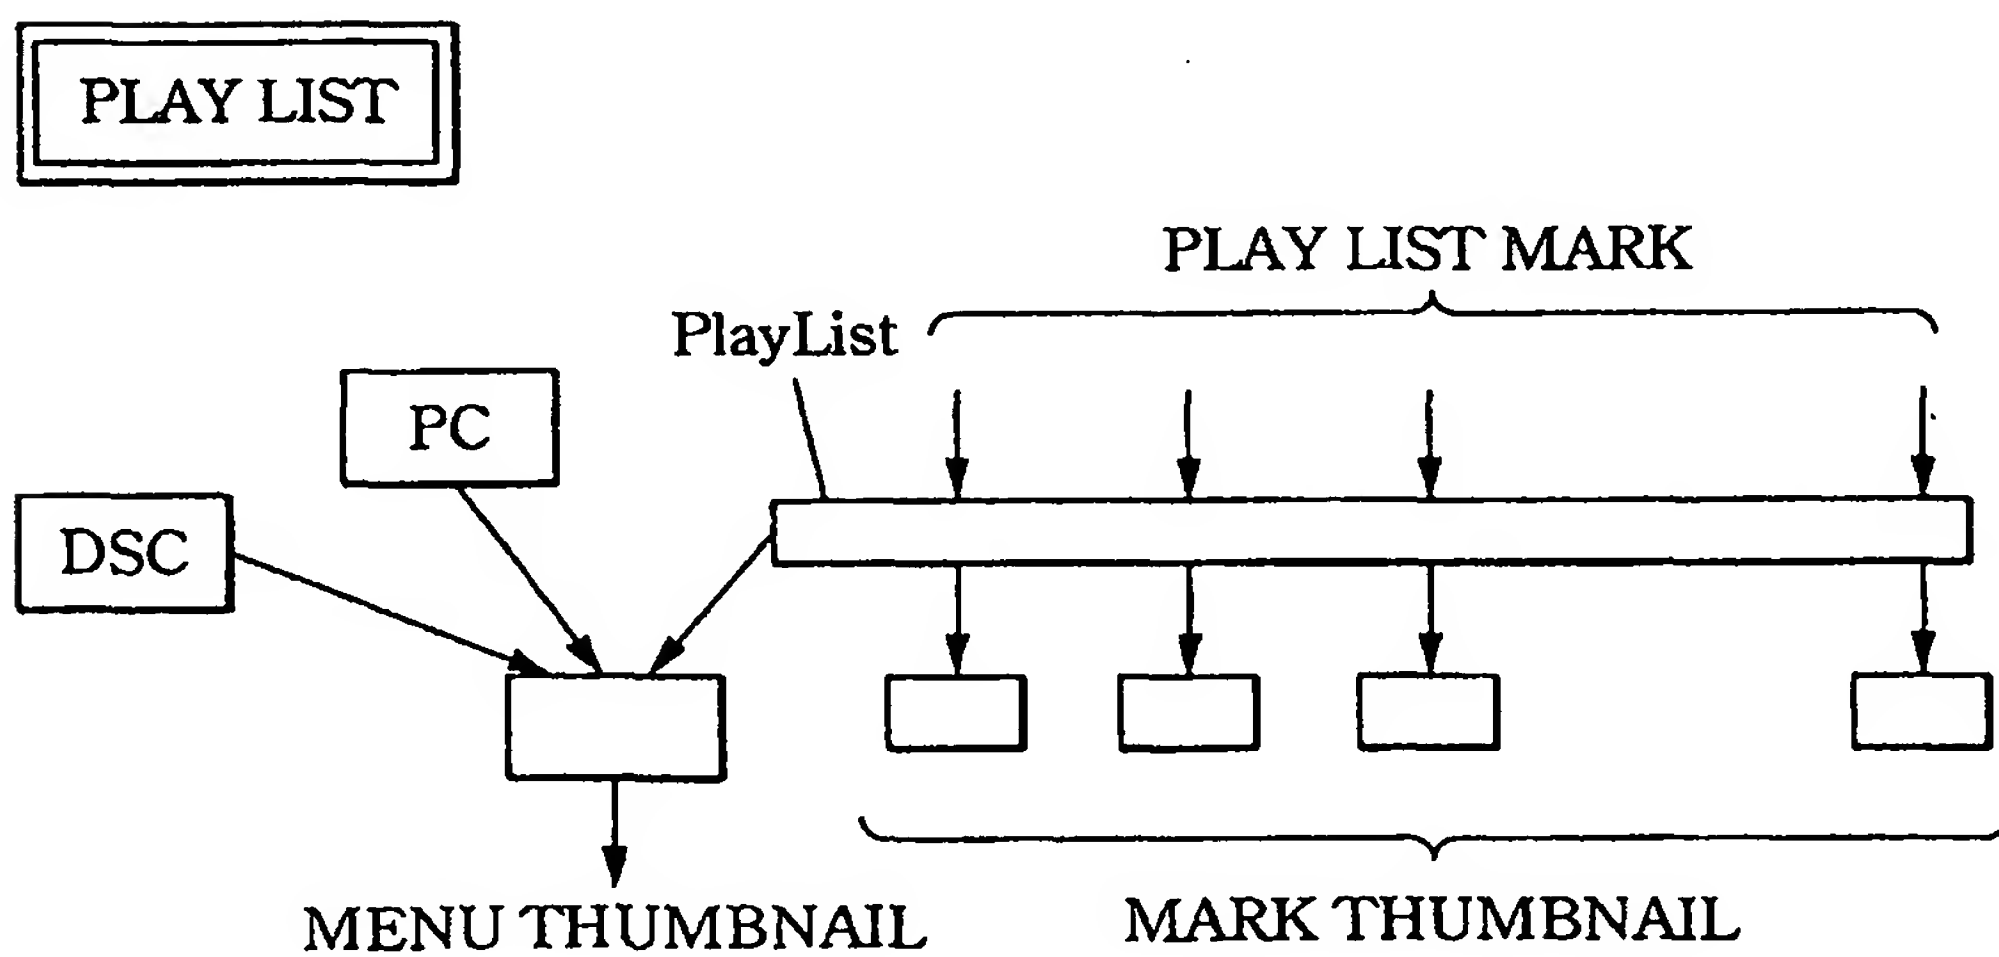 PLAY LIST
PLAY LIST MARK
PlayList
PC
DSC
MENU THUMBNAIL
MARK THUMBNAIL